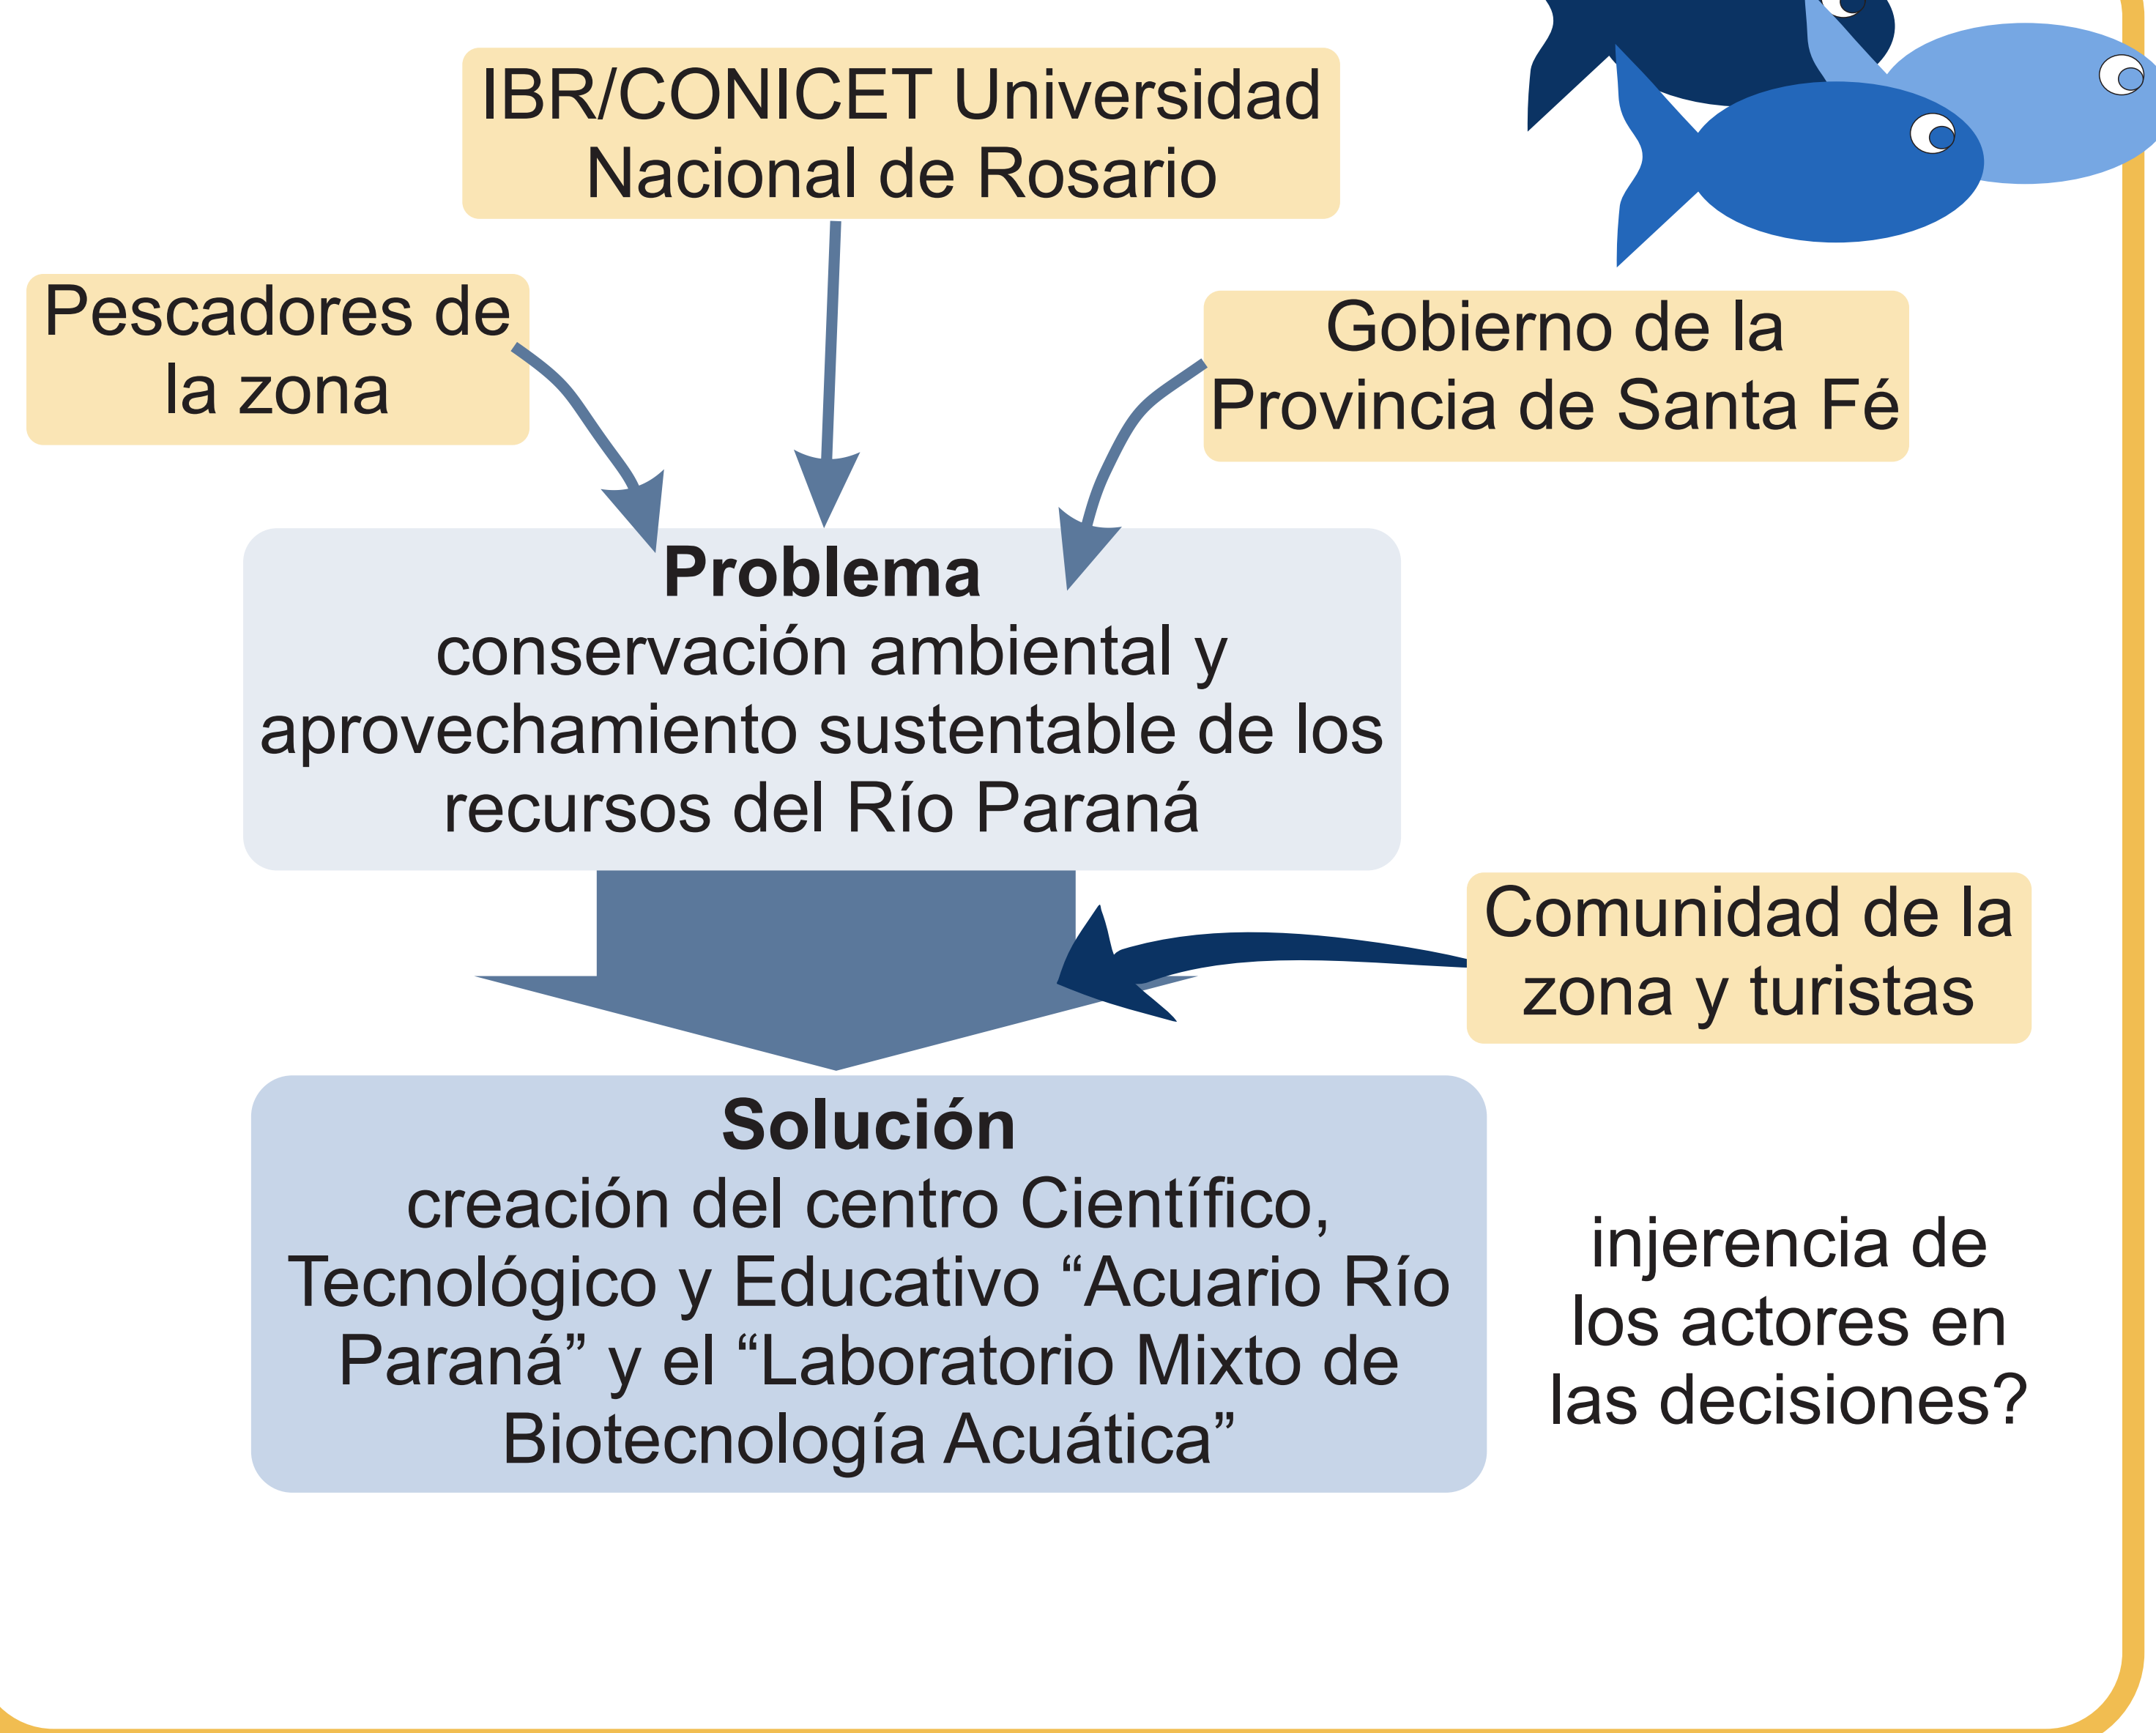 IBR/CONICET Universidad
Nacional de Rosario
Pescadores de
la zona
Gobierno de la
Provincia de Santa Fé
Problema
conservación ambiental y
aprovechamiento sustentable de los
recursos del Río Paraná
Comunidad de la
zona y turistas
Solución
creación del centro Científico,
Tecnológico y Educativo “Acuario Río
Paraná” y el “Laboratorio Mixto de
Biotecnología Acuática”
injerencia de
los actores en
las decisiones?